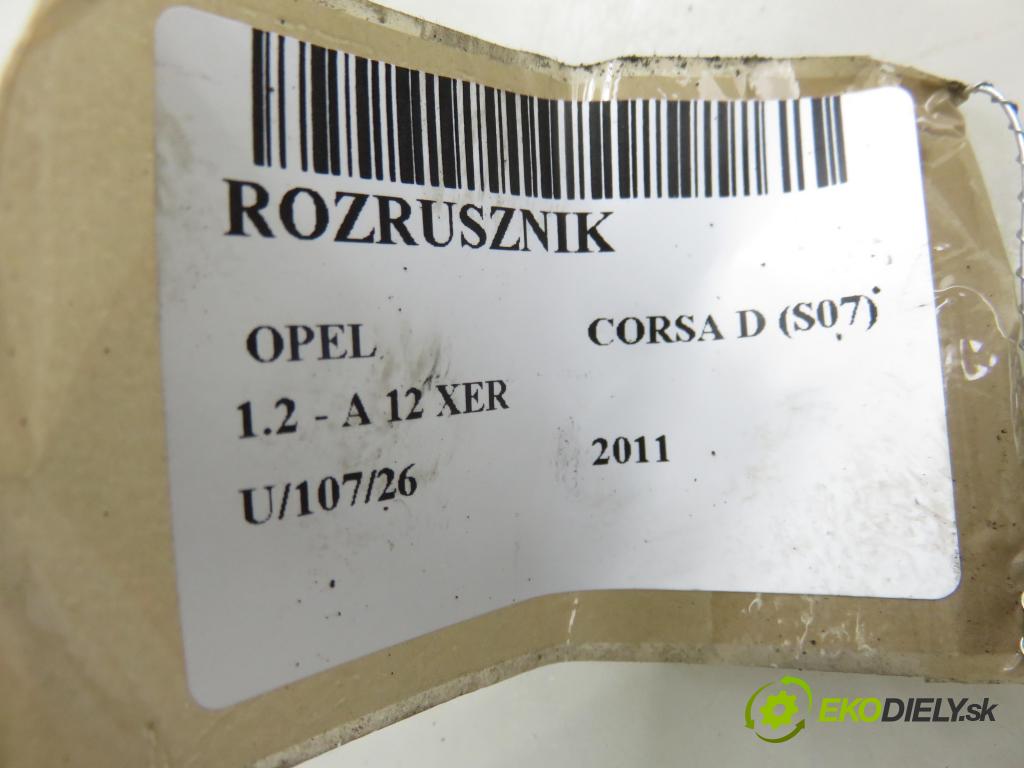 ROZRUSZNIK
OPEL CORSA D (S07)
1.2 - A 12 XER
U/107/26 2011
EKODIELY.sk